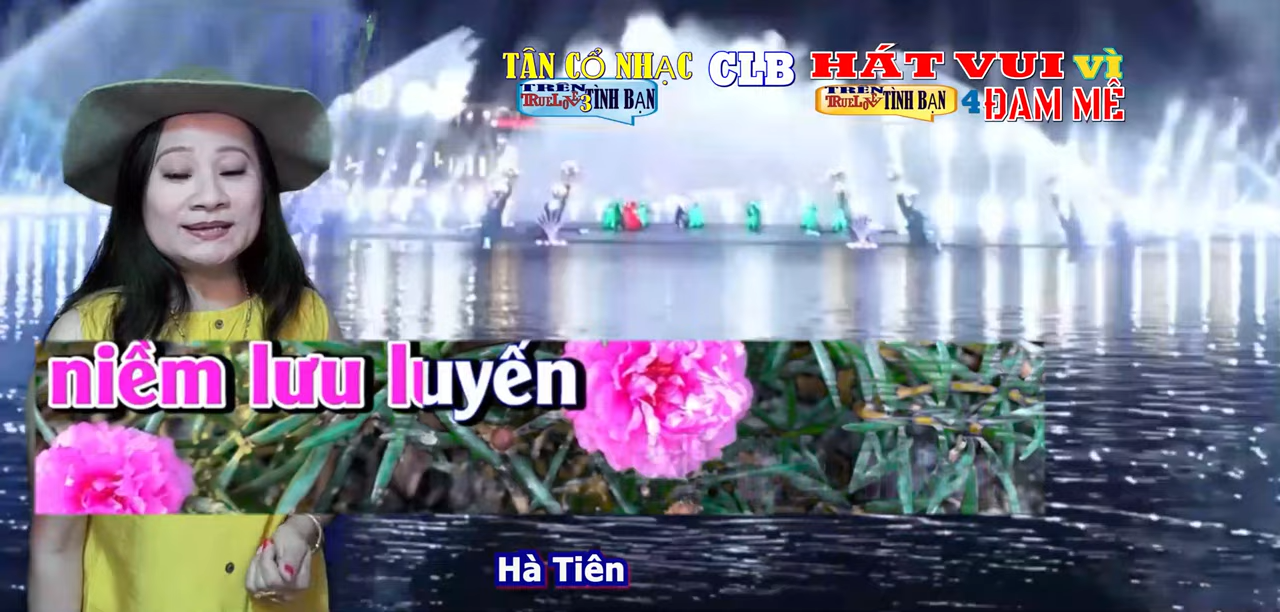 TÂN CỔ NHẠC CLB HÁT VUI vì
TRÊN TRUELOVE 3 TÌNH BẠN TRÊN TRUELOVE TÌNH BẠN 4 ĐAM MÊ
niềm lưu luyến
Hà Tiên